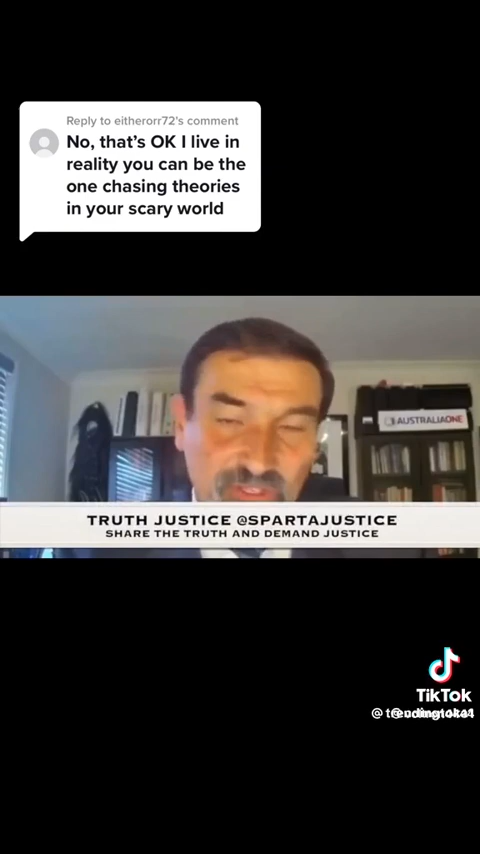 Reply to eitherorr72's comment
No, that's OK I live in
reality you can be the
one chasing theories
in your scary world
AUSTRALIAONE
TRUTH JUSTICE @SPARTAJUSTICE
SHARE THE TRUTH AND DEMAND JUSTICE
TikTok